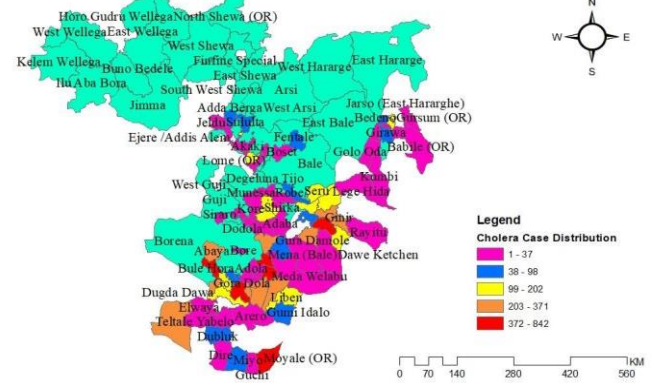 N
W E
S
Horo Gudru Wellega North Shewa (OR)
West Wellega East Wellega
West Shewa
Kelem Wellega Buno Bedele Finfine Special West Hararge East Hararge
East Shewa
Ilu Aba Bora South West Shewa Arsi
Jimma
Adda Berga West Arsi Jarso (East Hararghe)
Jeldu Sululta East Bale Bedeno Gursum (OR)
Ejere /Addis Alem Fentale Girawa
Akaki Boset Golo Oda Babile (OR)
Lome (OR) Bale
Degeluna Tijo Kumbi
West Guji Munessa Robe Seru Lege Hida
Guji Kore Shirka
Siraro Adaba Ginir
Dodola Rayitu
Borena Gura Damole
Abaya Bore Mena (Bale) Dawe Ketchen
Bule Hora Adola Meda Welabu
Gora Dola
Dugda Dawa Liben
Elwaya Gumi Idalo
Teltale Yabelo Arero
Dubluk
Dire Miyo Moyale (OR)
Guchi
Legend
Cholera Case Distribution
1 - 37
38 - 98
99 - 202
203 - 371
372 - 842
KM
0 70 140 280 420 560